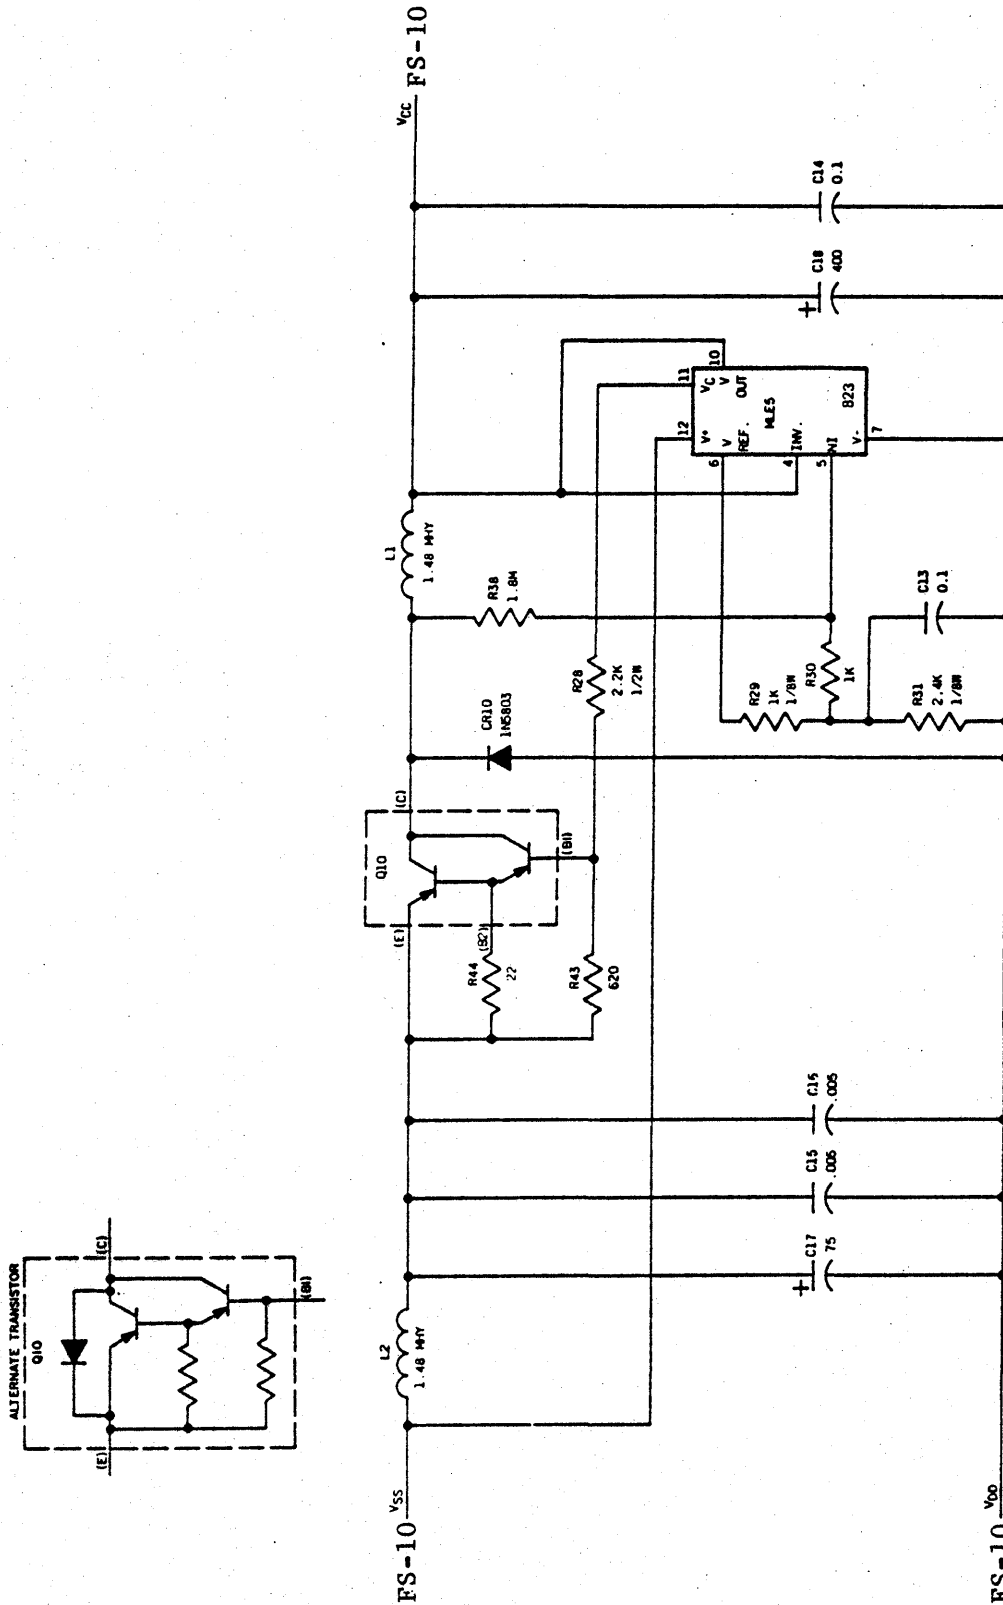 ALTERNATE TRANSISTOR
Q10
(E)
(C)
(B1)
FS-10
VSS
L2
1.48 MHY
C17
75
C15
.005
C16
.005
R44
22
R43
620
(E)
(B2)
Q10
(C)
(B1)
CR10
1N5803
R28
2.2K
1/2W
R38
1.8M
L1
1.48 MHY
R29
1K
1/8W
R30
1K
R31
2.4K
1/8W
C13
0.1
12
11
10
V+
VC
V
OUT
6
V
REF.
MLE5
4
INV.
823
5
NI
V-
7
C18
400
C14
0.1
VCC
FS-10
FS-10
VDD